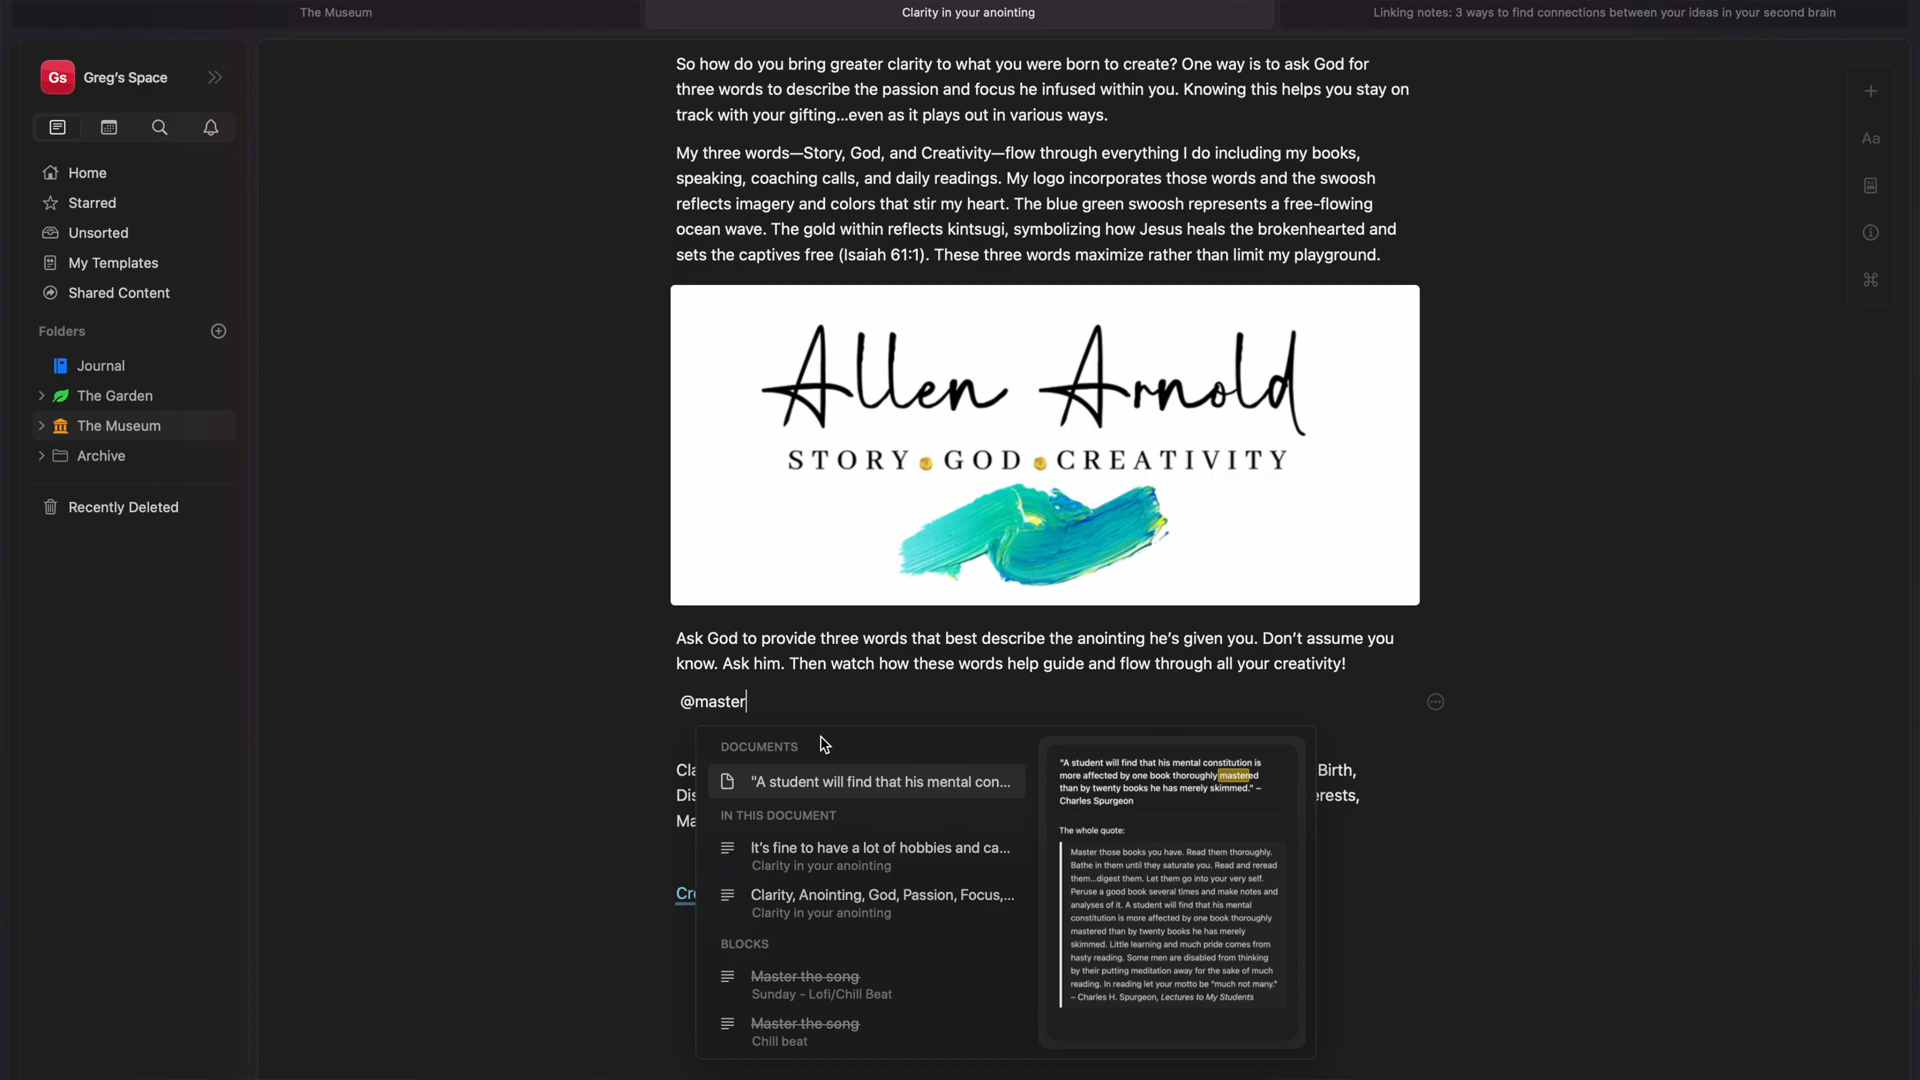 The Museum
Clarity in your anointing
Linking notes: 3 ways to find connections between your ideas in your second brain
Gs Greg's Space
Home
Starred
Unsorted
My Templates
Shared Content
Folders
Journal
The Garden
The Museum
Archive
Recently Deleted
So how do you bring greater clarity to what you were born to create? One way is to ask God for
three words to describe the passion and focus he infused within you. Knowing this helps you stay on
track with your gifting...even as it plays out in various ways.
My three words—Story, God, and Creativity—flow through everything I do including my books,
speaking, coaching calls, and daily readings. My logo incorporates those words and the swoosh
reflects imagery and colors that stir my heart. The blue green swoosh represents a free-flowing
ocean wave. The gold within reflects kintsugi, symbolizing how Jesus heals the brokenhearted and
sets the captives free (Isaiah 61:1). These three words maximize rather than limit my playground.
Allen Arnold
STORY GOD CREATIVITY
Ask God to provide three words that best describe the anointing he's given you. Don't assume you
know. Ask him. Then watch how these words help guide and flow through all your creativity!
@master
Cla
Birth,
Dis
erests,
Ma
Cre
DOCUMENTS
"A student will find that his mental con...
IN THIS DOCUMENT
It's fine to have a lot of hobbies and ca...
Clarity in your anointing
Clarity, Anointing, God, Passion, Focus,...
Clarity in your anointing
BLOCKS
Master the song
Sunday - Lofi/Chill Beat
Master the song
Chill beat
"A student will find that his mental constitution is
more affected by one book thoroughly mastered
than by twenty books he has merely skimmed." –
Charles Spurgeon
The whole quote:
Master those books you have. Read them thoroughly.
Bathe in them until they saturate you. Read and reread
them...digest them. Let them go into your very self.
Peruse a good book several times and make notes and
analyses of it. A student will find that his mental
constitution is more affected by one book thoroughly
mastered than by twenty books he has merely
skimmed. Little learning and much pride comes from
hasty reading. Some men are disabled from thinking
by their putting meditation away for the sake of much
reading. In reading let your motto be "much not many."
– Charles H. Spurgeon, Lectures to My Students
Aa